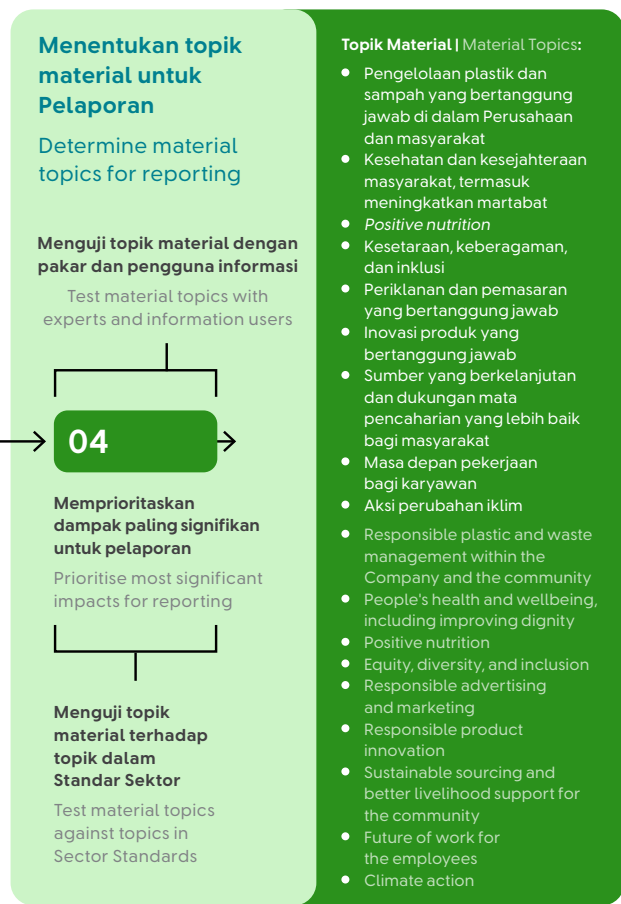 Menentukan topik
material untuk
Pelaporan
Determine material
topics for reporting
Menguji topik material dengan
pakar dan pengguna informasi
Test material topics with
experts and information users
04
Memprioritaskan
dampak paling signifikan
untuk pelaporan
Prioritise most significant
impacts for reporting
Menguji topik
material terhadap
topik dalam
Standar Sektor
Test material topics
against topics in
Sector Standards
Topik Material | Material Topics:
• Pengelolaan plastik dan
sampah yang bertanggung
jawab di dalam Perusahaan
dan masyarakat
• Kesehatan dan kesejahteraan
masyarakat, termasuk
meningkatkan martabat
• Positive nutrition
• Kesetaraan, keberagaman,
dan inklusi
• Periklanan dan pemasaran
yang bertanggung jawab
• Inovasi produk yang
bertanggung jawab
• Sumber yang berkelanjutan
dan dukungan mata
pencaharian yang lebih baik
bagi masyarakat
• Masa depan pekerjaan
bagi karyawan
• Aksi perubahan iklim
• Responsible plastic and waste
management within the
Company and the community
• People's health and wellbeing,
including improving dignity
• Positive nutrition
• Equity, diversity, and inclusion
• Responsible advertising
and marketing
• Responsible product
innovation
• Sustainable sourcing and
better livelihood support for
the community
• Future of work for
the employees
• Climate action